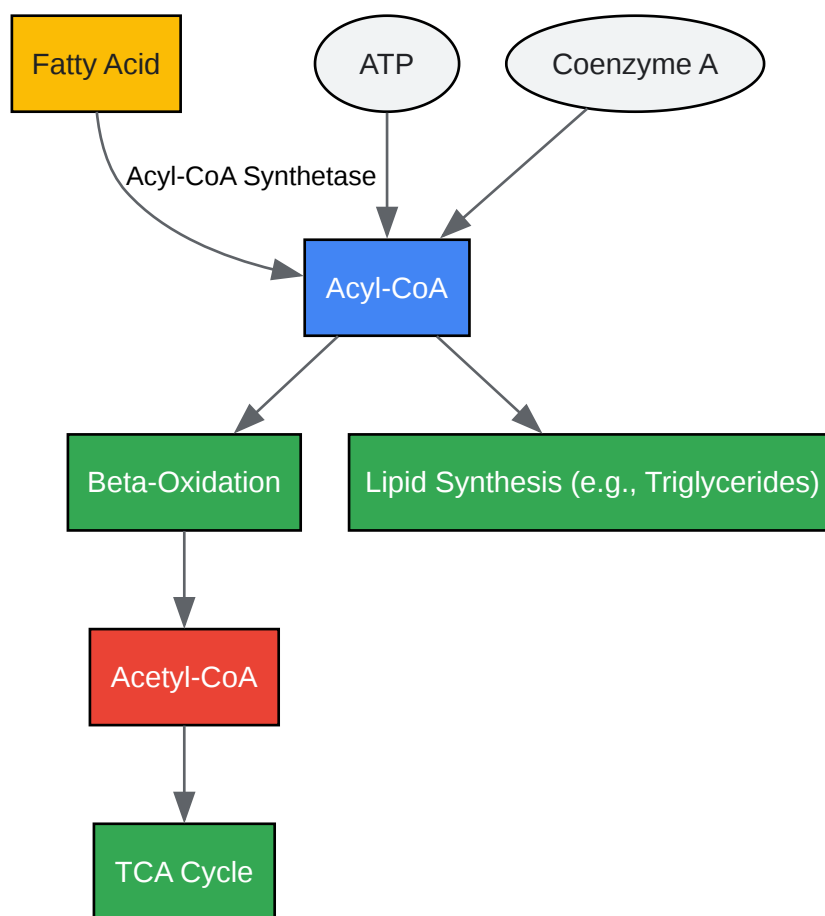 Fatty Acid
ATP
Coenzyme A
Acyl-CoA Synthetase
Acyl-CoA
Beta-Oxidation
Lipid Synthesis (e.g., Triglycerides)
Acetyl-CoA
TCA Cycle